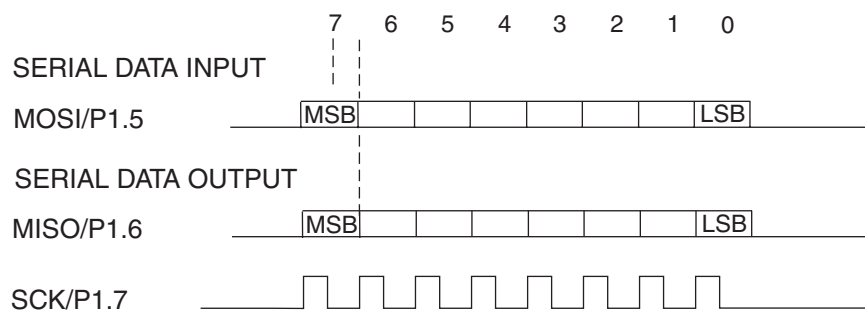 7 6 5 4 3 2 1 0
SERIAL DATA INPUT
MOSI/P1.5 MSB LSB
SERIAL DATA OUTPUT
MISO/P1.6 MSB LSB
SCK/P1.7